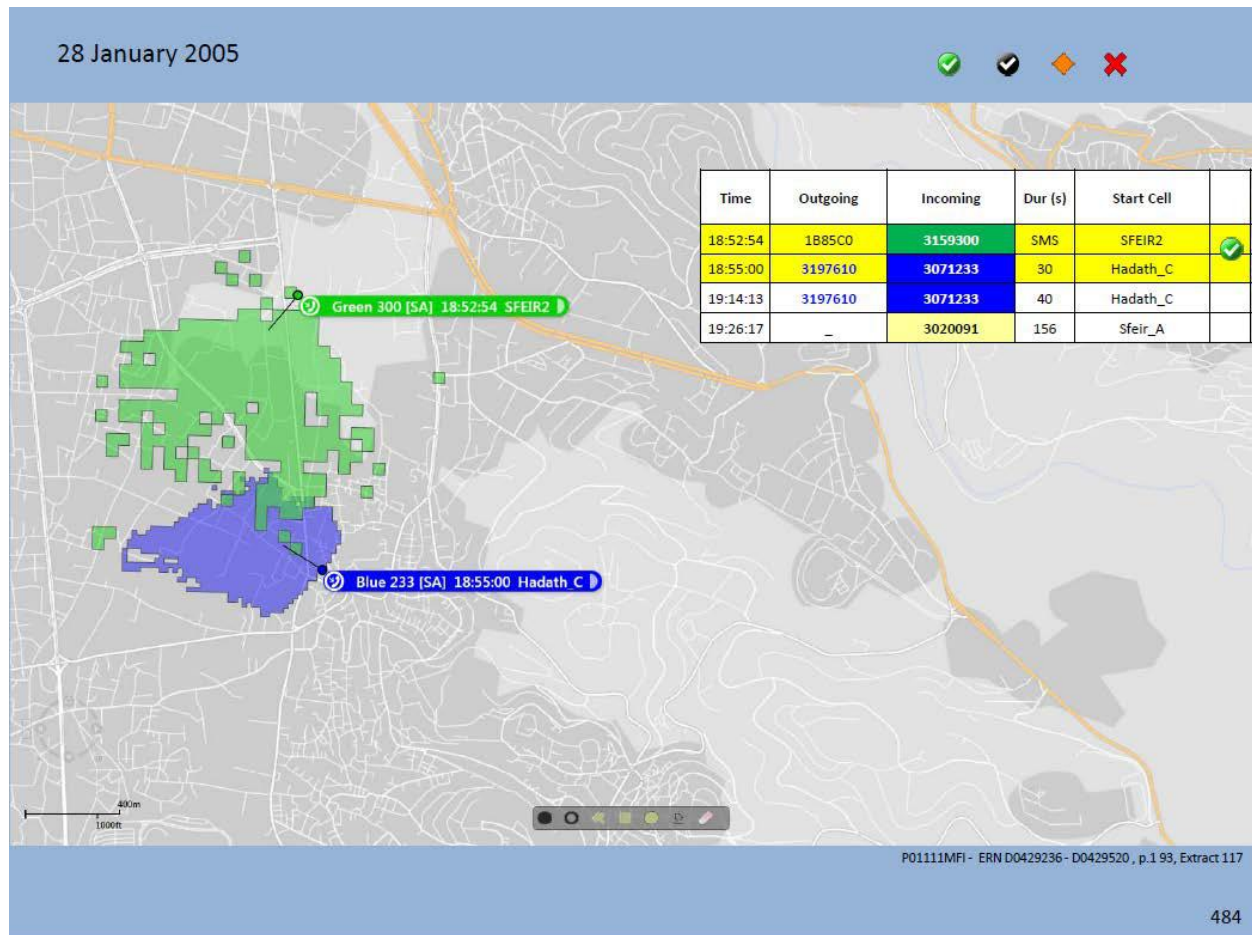 28 January 2005
Time Outgoing Incoming Dur (s) Start Cell
18:52:54 1B85C0 3159300 SMS SFEIR2
18:55:00 3197610 3071233 30 Hadath_C
19:14:13 3197610 3071233 40 Hadath_C
19:26:17 _ 3020091 156 Sfeir_A
Green 300 [SA] 18:52:54 SFEIR2
Blue 233 [SA] 18:55:00 Hadath_C
400m
1000ft
P01111MFI - ERN D0429236 - D0429520 , p.1 93, Extract 117
484